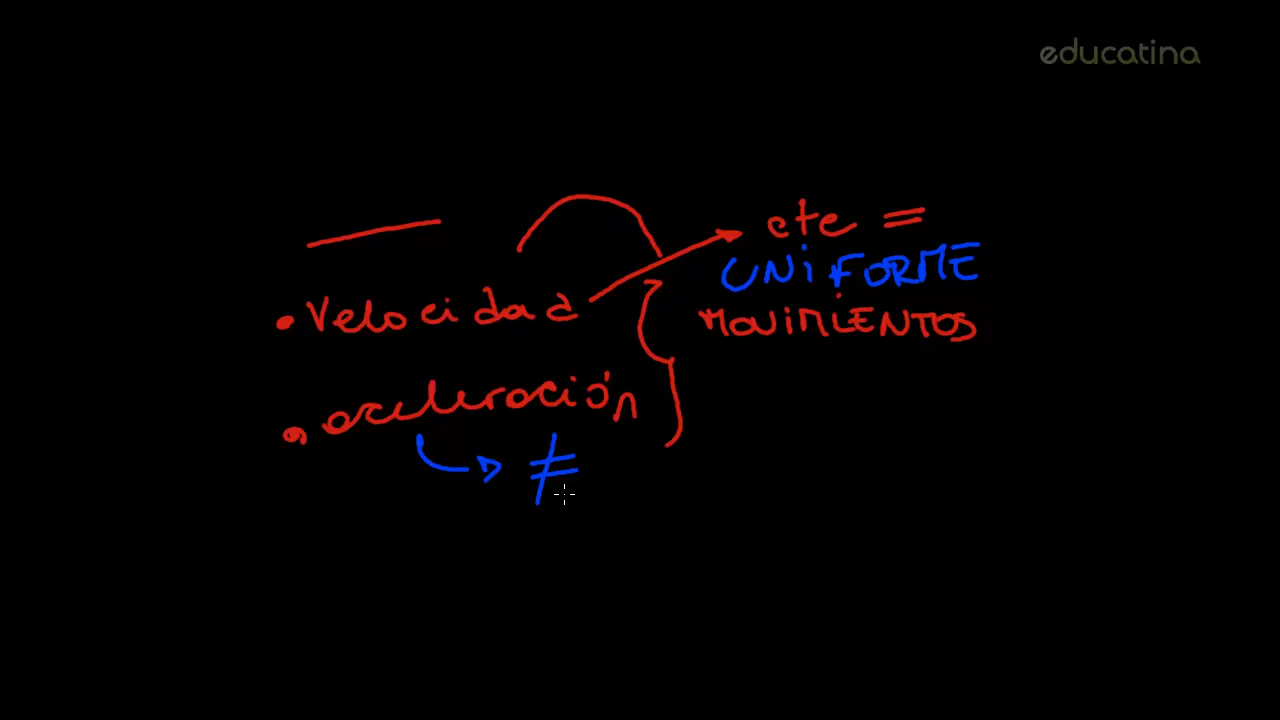 educatina
cte =
UNIFORME
• Velocidad
MOVIMIENTOS
• aceleración
≠